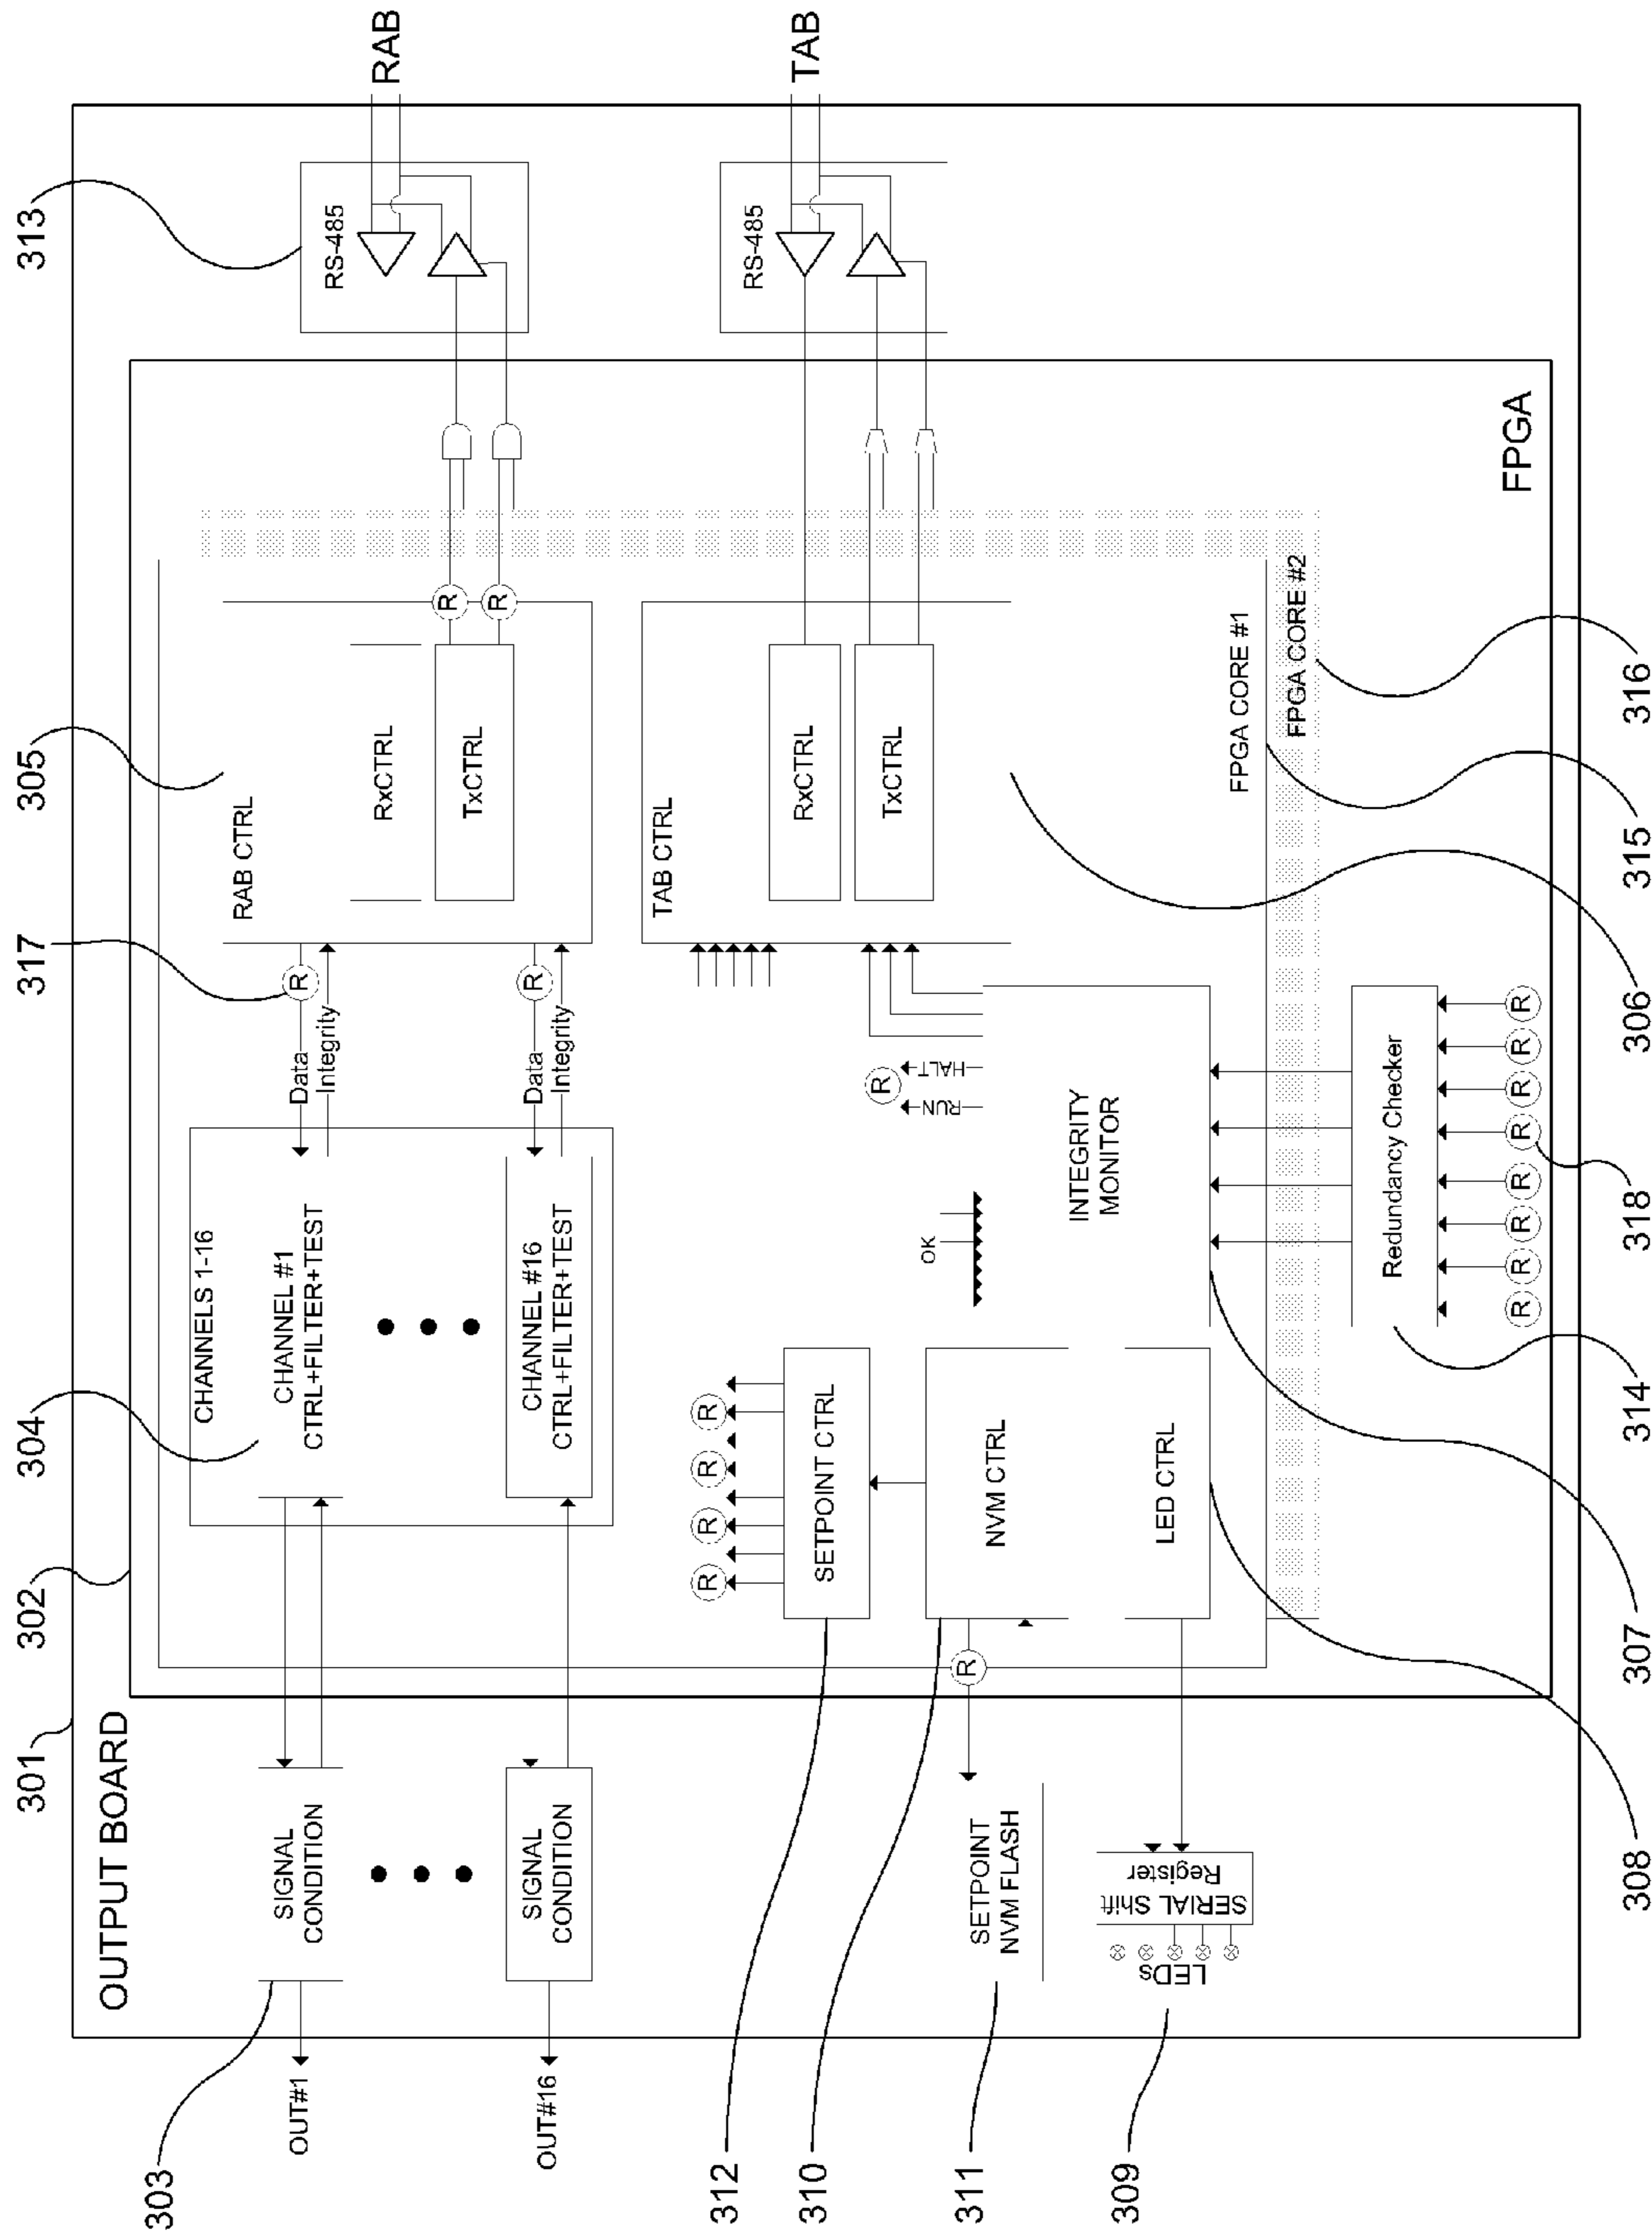 OUTPUT BOARD
301
302
304
317
305
313
303
OUT#1
OUT#16
SIGNAL
CONDITION
SIGNAL
CONDITION
CHANNELS 1-16
CHANNEL #1
CTRL+FILTER+TEST
CHANNEL #16
CTRL+FILTER+TEST
Data
Integrity
Data
Integrity
R
R
RAB CTRL
RxCTRL
TxCTRL
R
R
RS-485
RAB
312
310
311
309
R
R
R
R
SETPOINT CTRL
NVM CTRL
LED CTRL
R
SETPOINT
NVM FLASH
SERIAL Shift
Register
LEDs
OK
RUN
HALT
R
INTEGRITY
MONITOR
TAB CTRL
RxCTRL
TxCTRL
RS-485
TAB
FPGA CORE #1
FPGA CORE #2
Redundancy Checker
R
R
R
R
R
R
R
R
FPGA
308
307
314
318
306
315
316